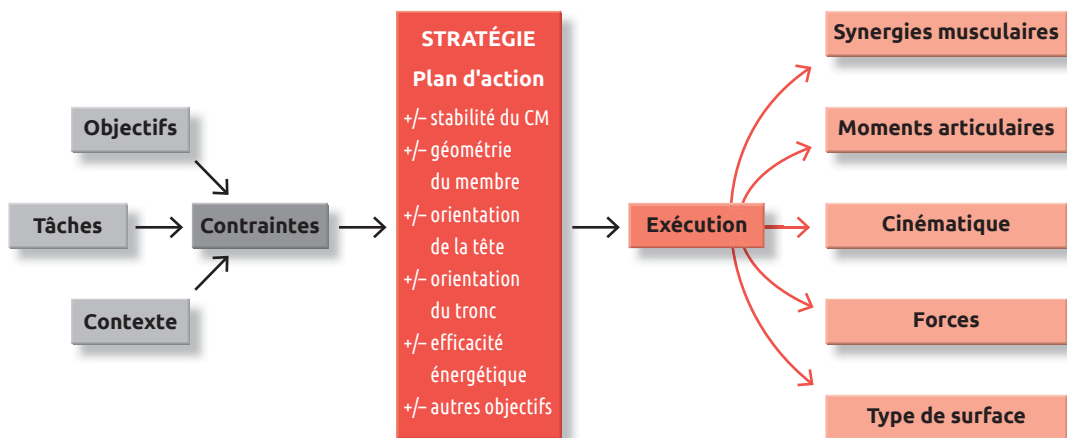 Objectifs
Tâches
Contexte
Contraintes
STRATÉGIE
Plan d'action
+/– stabilité du CM
+/– géométrie
du membre
+/– orientation
de la tête
+/– orientation
du tronc
+/– efficacité
énergétique
+/– autres objectifs
Exécution
Synergies musculaires
Moments articulaires
Cinématique
Forces
Type de surface